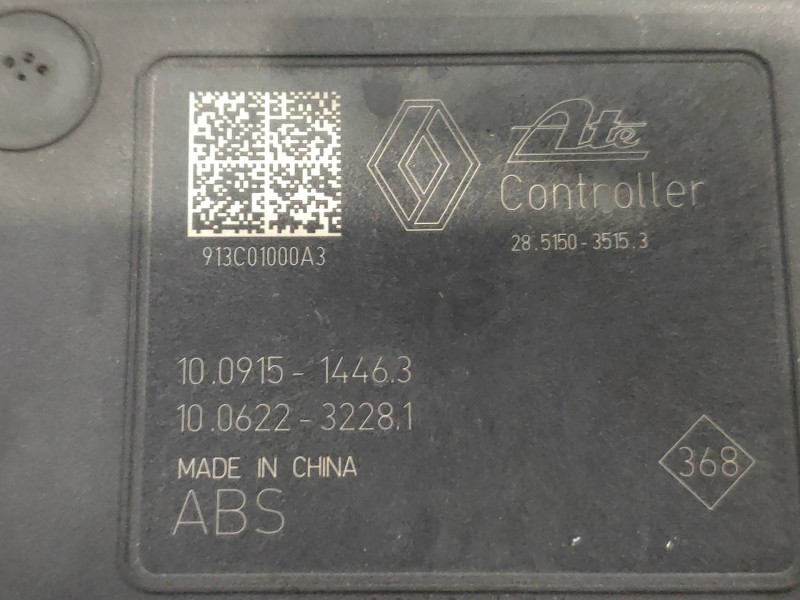 Ate
Controller
28.5150-3515.3
913C01000A3
10.0915-1446.3
10.0622-3228.1
MADE IN CHINA
368
ABS